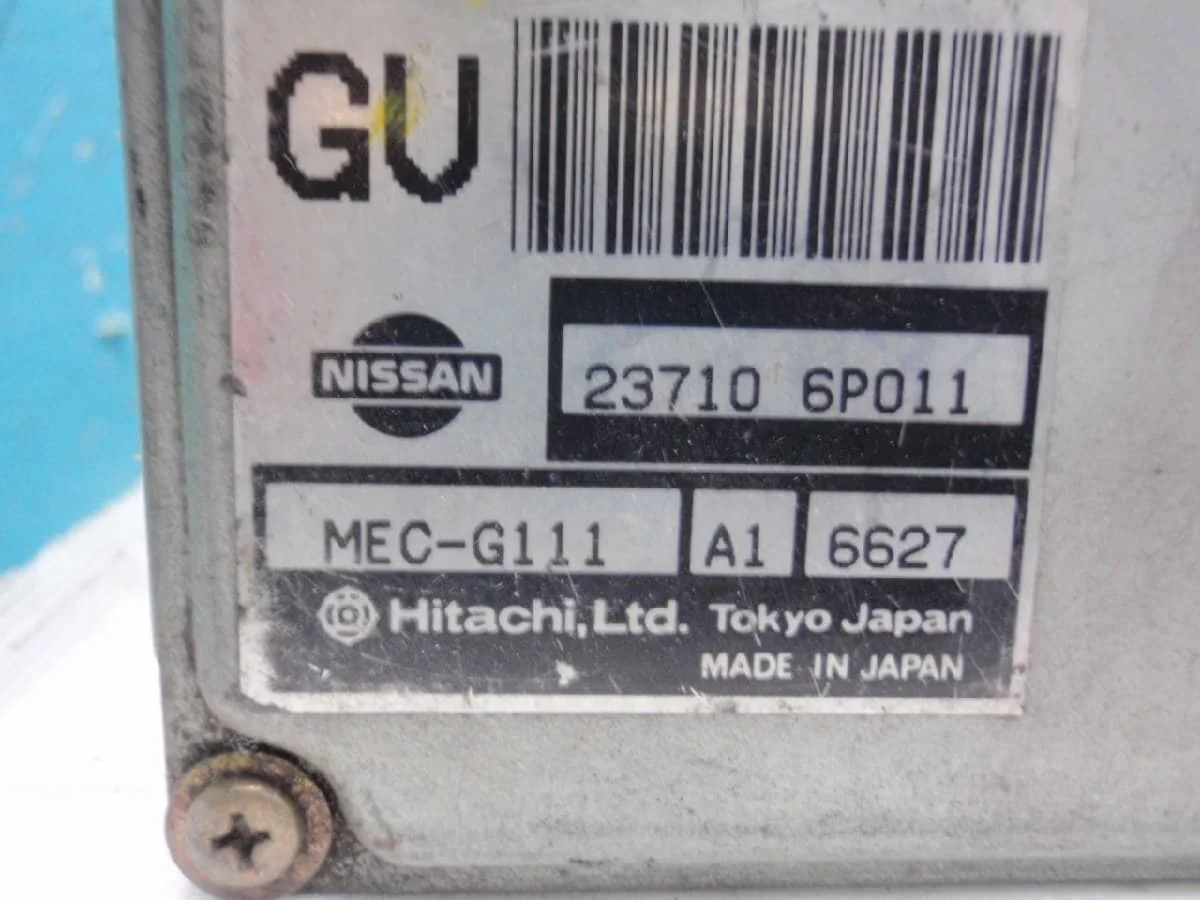 GU
NISSAN
23710 6P011
MEC-G111 A1 6627
Hitachi, Ltd. Tokyo Japan
MADE IN JAPAN